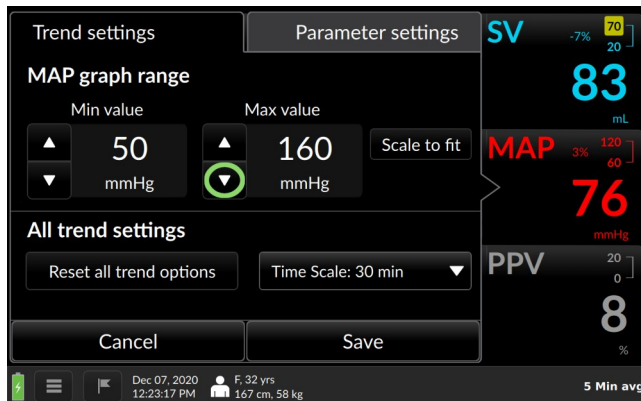 Trend settings
Parameter settings
MAP graph range
Min value
Max value
50
mmHg
160
mmHg
Scale to fit
All trend settings
Reset all trend options
Time Scale: 30 min
Cancel
Save
SV
-7%
70
20
83
mL
MAP
3%
120
60
76
mmHg
PPV
20
0
8
%
Dec 07, 2020
12:23:17 PM
F,
32 yrs
167 cm, 58 kg
5 Min avg